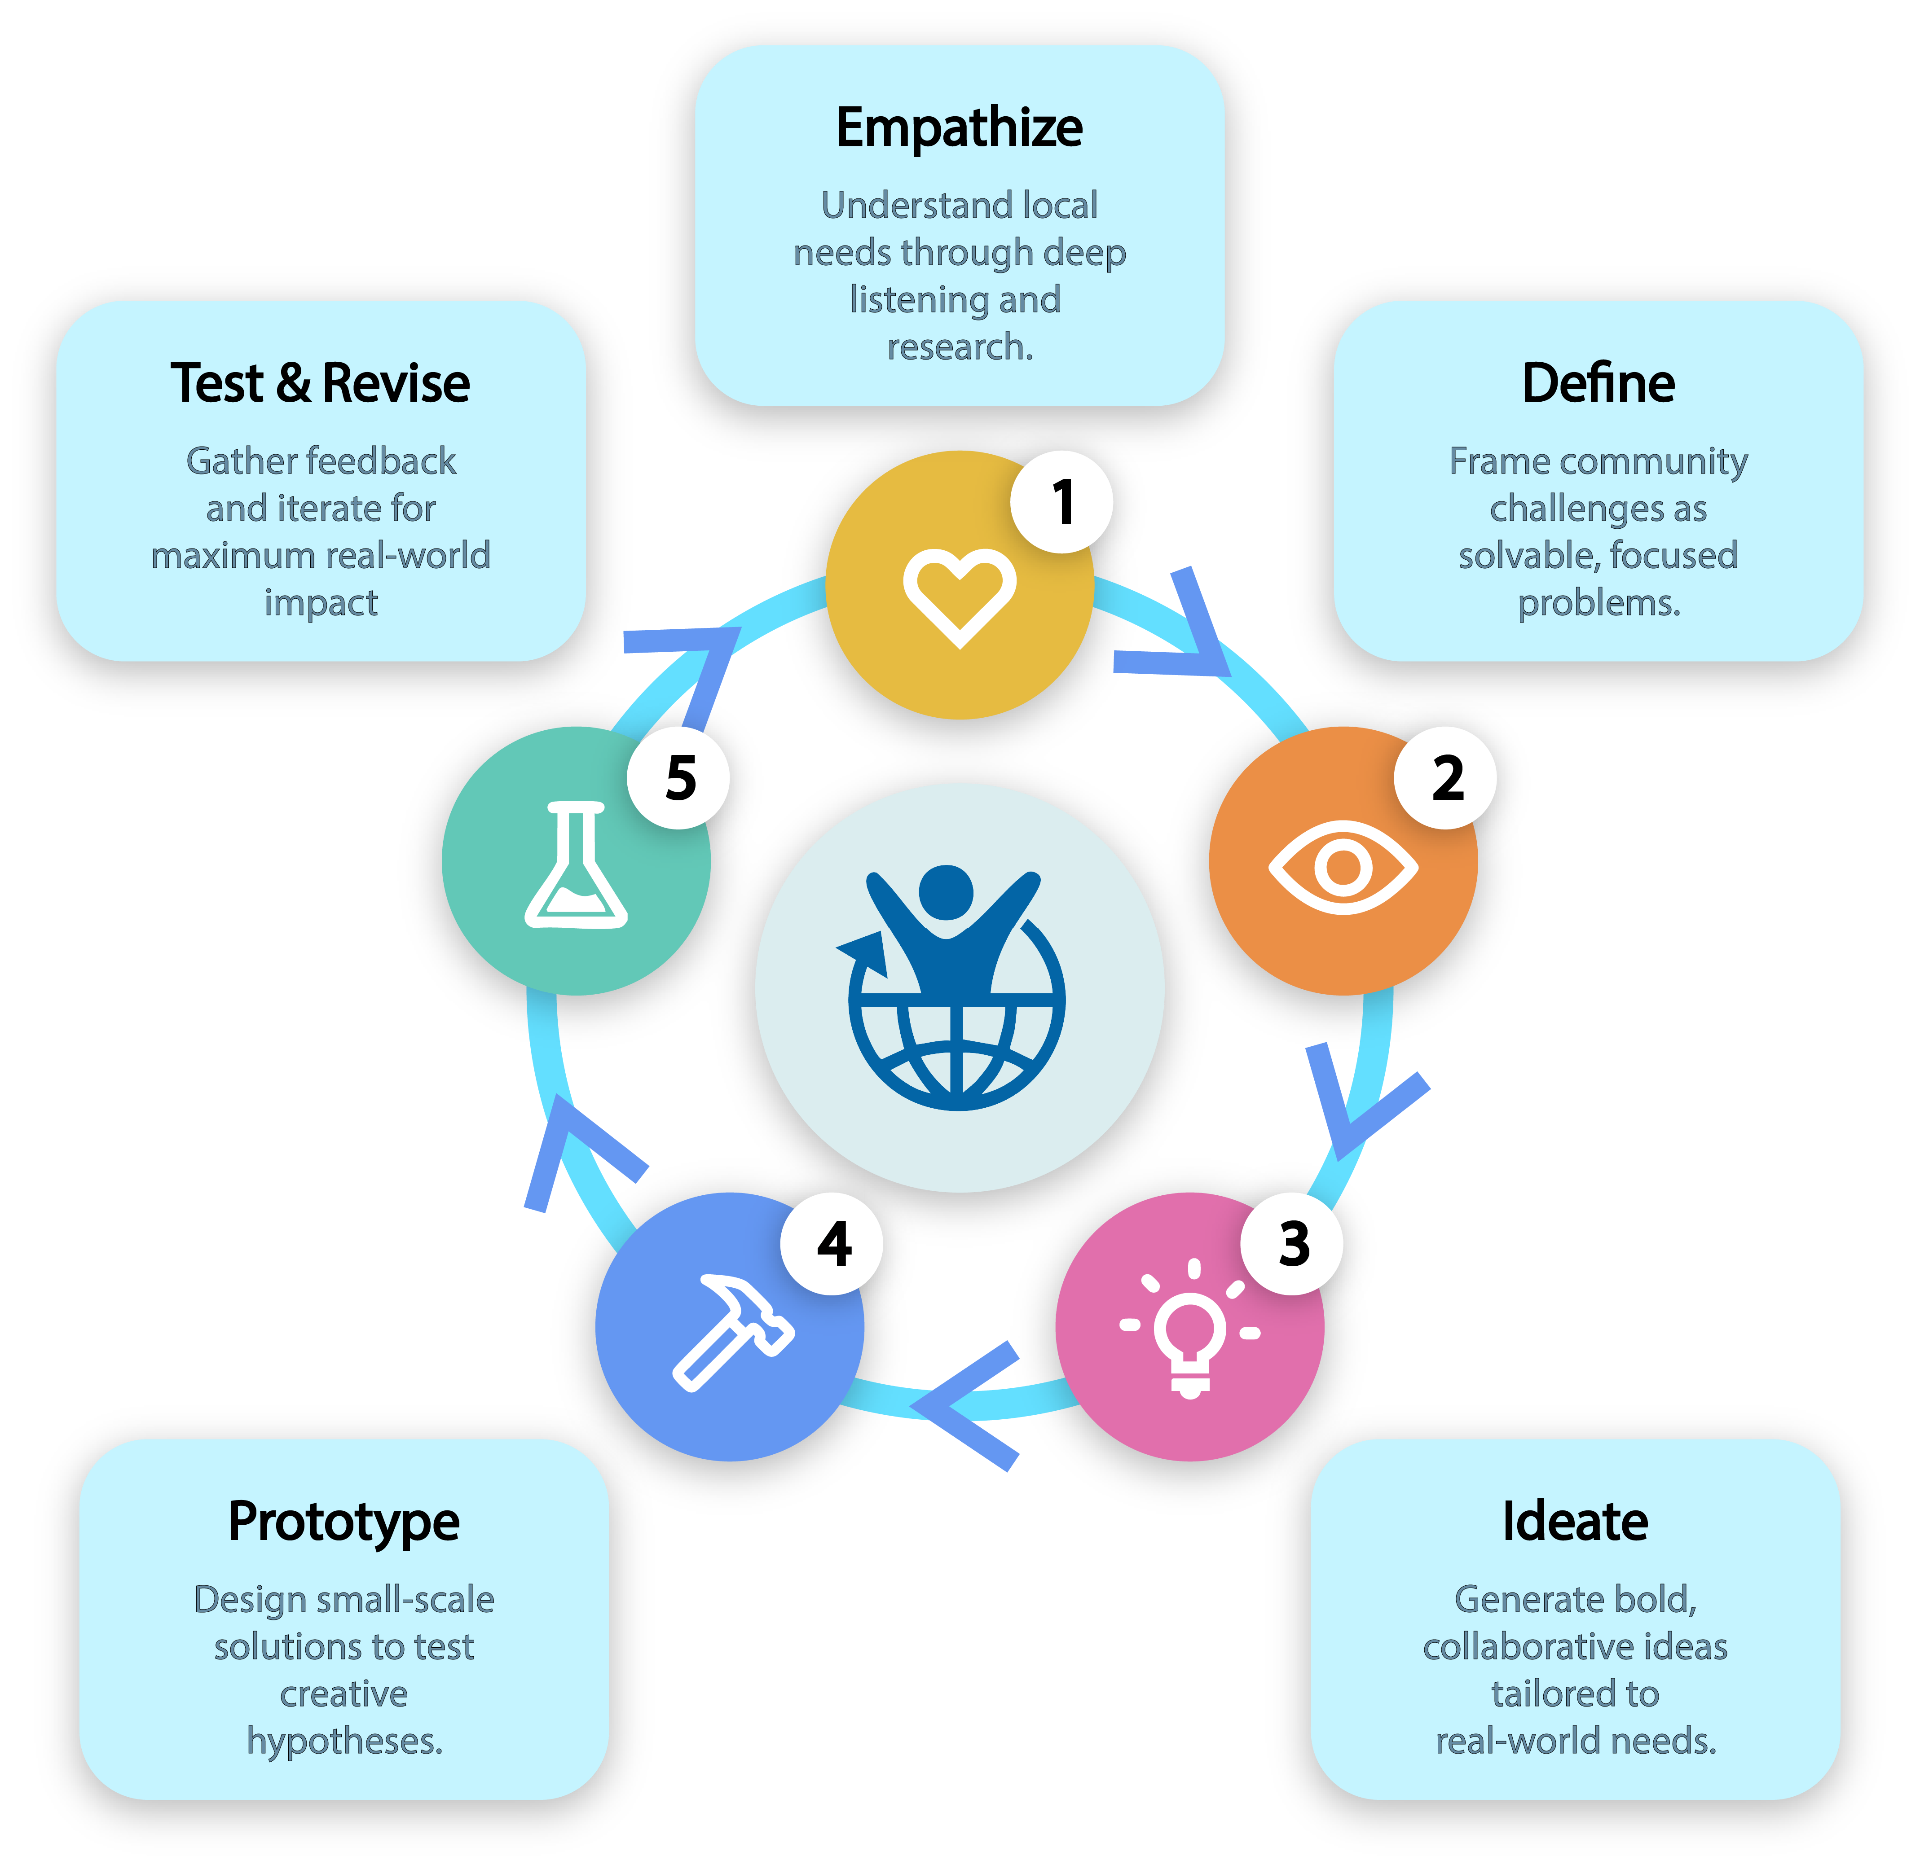 Empathize
Understand local
needs through deep
listening and
research.
Test & Revise
Gather feedback
and iterate for
maximum real-world
impact
Define
Frame community
challenges as
solvable, focused
problems.
1
5
2
4
3
Prototype
Design small-scale
solutions to test
creative
hypotheses.
Ideate
Generate bold,
collaborative ideas
tailored to
real-world needs.